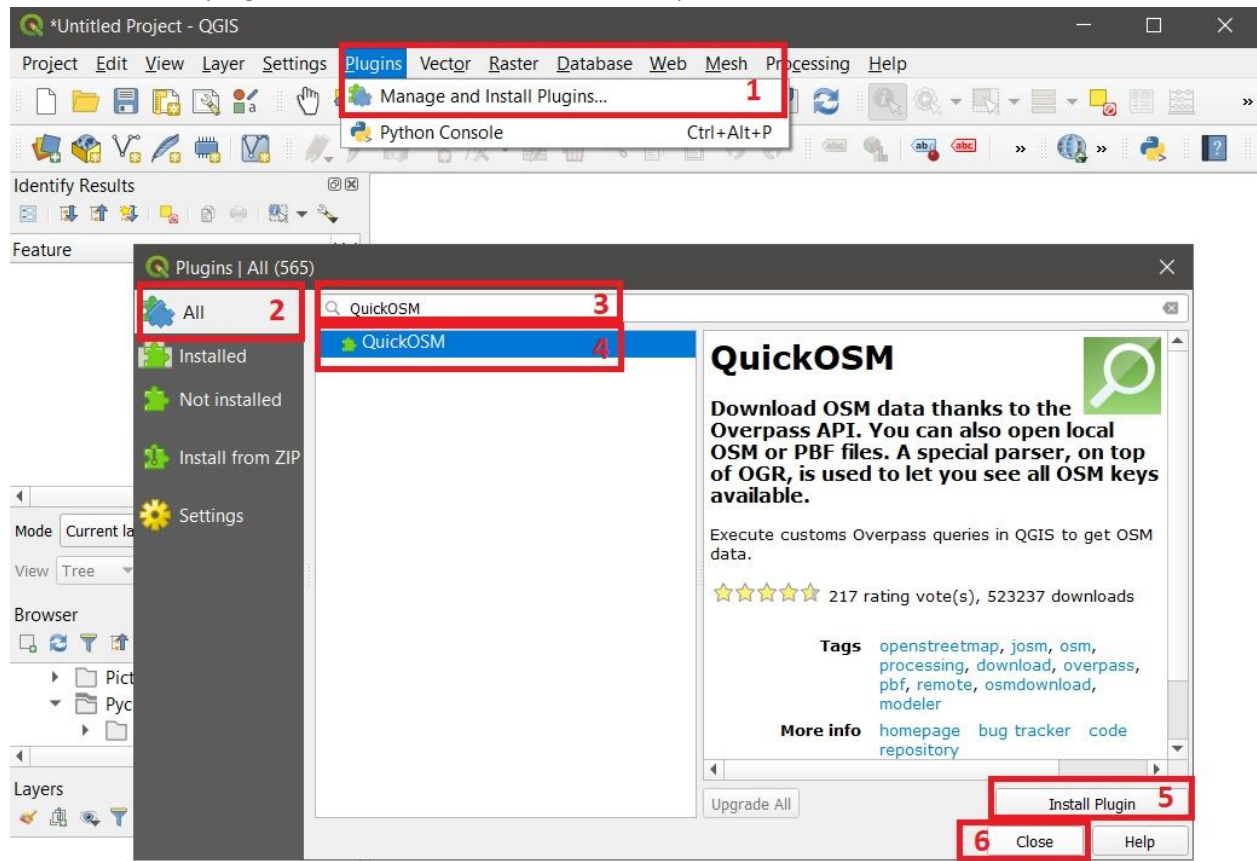 *Untitled Project - QGIS
Project Edit View Layer Settings Plugins Vector Raster Database Web Mesh Processing Help
Manage and Install Plugins... 1
Python Console Ctrl+Alt+P
Identify Results
Feature
Plugins | All (565)
All 2
QuickOSM 3
QuickOSM 4
Installed
Not installed
Install from ZIP
Settings
QuickOSM
Download OSM data thanks to the
Overpass API. You can also open local
OSM or PBF files. A special parser, on top
of OGR, is used to let you see all OSM keys
available.
Execute customs Overpass queries in QGIS to get OSM
data.
217 rating vote(s), 523237 downloads
Tags openstreetmap, josm, osm,
processing, download, overpass,
pbf, remote, osmdownload,
modeler
More info homepage bug tracker code
repository
Mode Current la
View Tree
Browser
Pict
Pyc
Layers
Upgrade All
Install Plugin 5
6 Close
Help